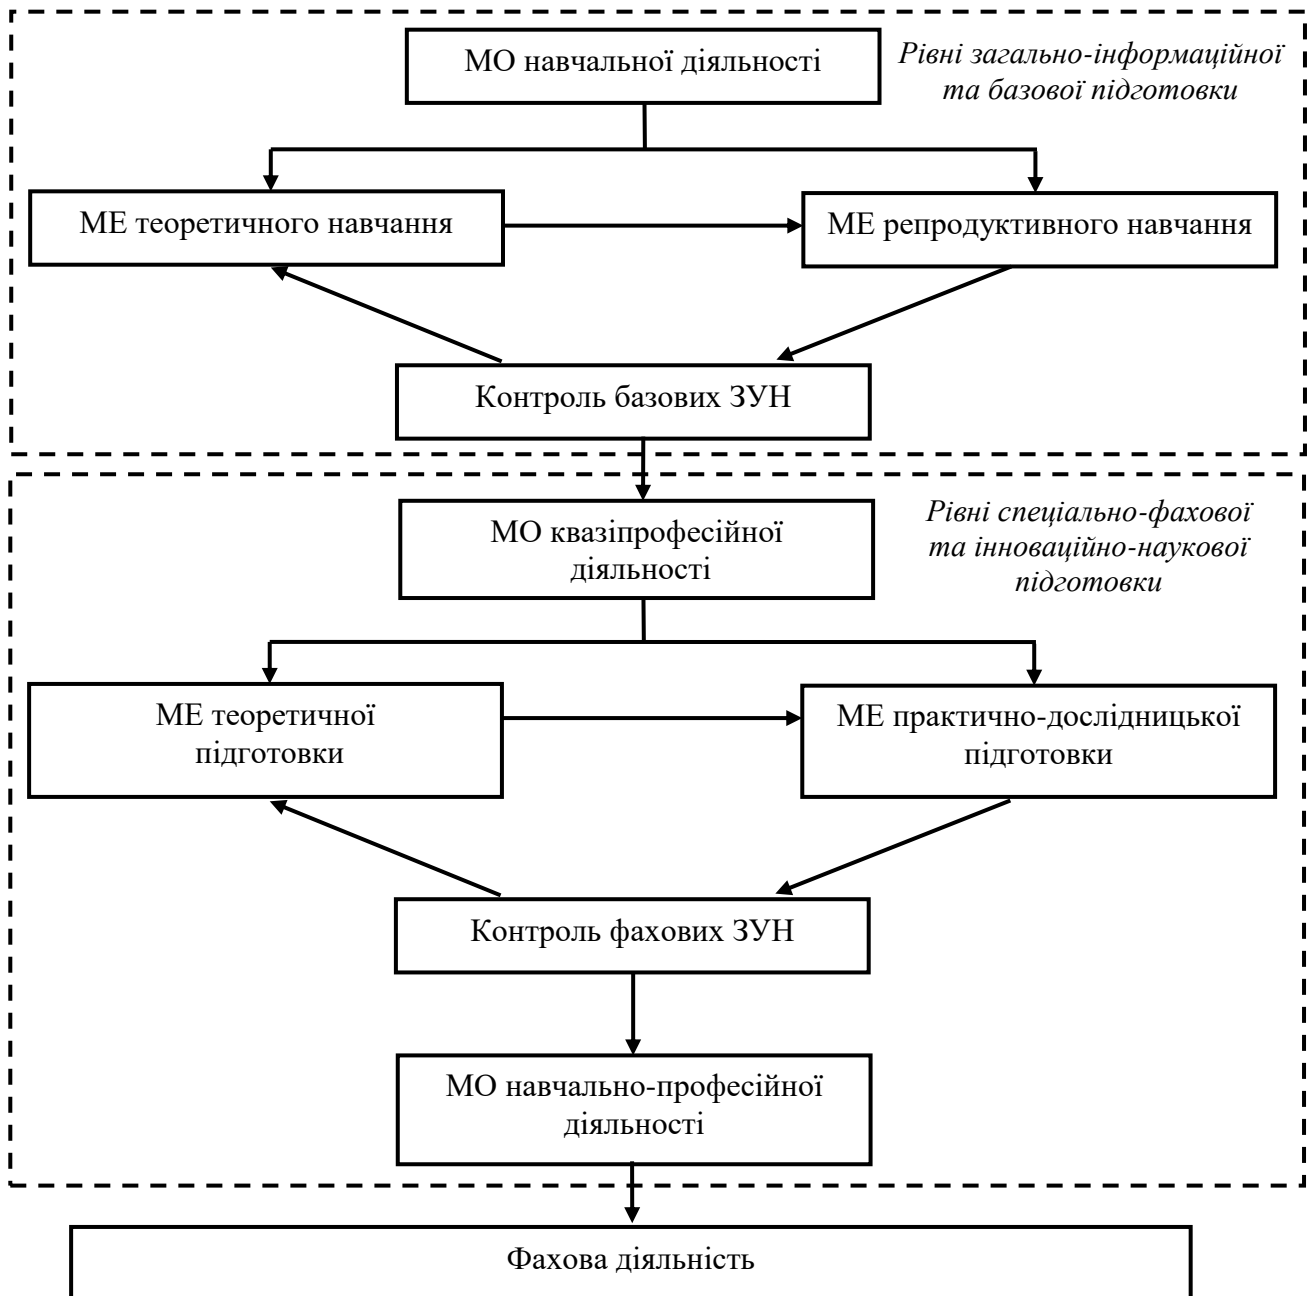 МО навчальної діяльності
Рівні загально-інформаційної
та базової підготовки
МЕ теоретичного навчання
МЕ репродуктивного навчання
Контроль базових ЗУН
МО квазіпрофесійної
діяльності
Рівні спеціально-фахової
та інноваційно-наукової
підготовки
МЕ теоретичної
підготовки
МЕ практично-дослідницької
підготовки
Контроль фахових ЗУН
МО навчально-професійної
діяльності
Фахова діяльність